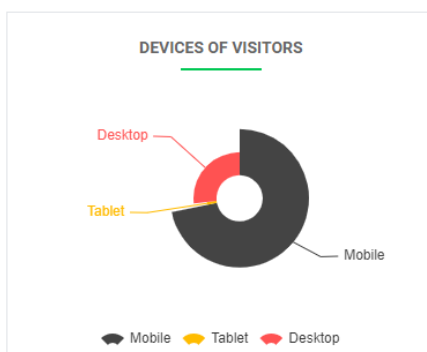 DEVICES OF VISITORS
Desktop
Tablet
Mobile
Mobile Tablet Desktop